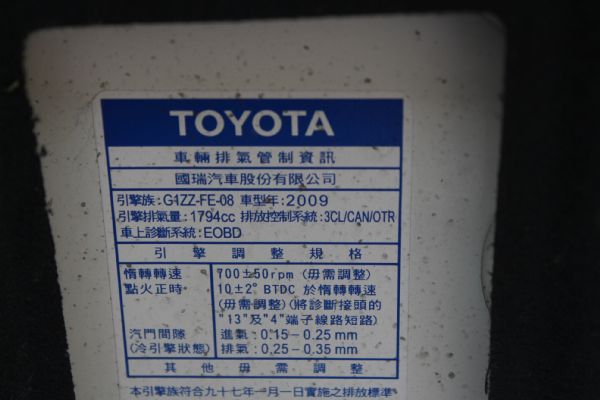 TOYOTA
車輛排氣管制資訊
國瑞汽車股份有限公司
引擎族:G1ZZ-FE-08 車型年:2009
引擎排氣量:1794cc 排放控制系統:3CL/CAN/OTR
車上診斷系統:EOBD
引擎調整規格
惰轉轉速 700±50rpm (毋需調整)
點火正時 10±2° BTDC 於惰轉轉速
(毋需調整)(將診斷接頭的
"13"及"4"端子線路短路)
汽門間隙 進氣: 0.15-0.25 mm
(冷引擎狀態) 排氣: 0.25-0.35 mm
其他毋需調整
本引擎族符合九十七年一月一日實施之排放標準